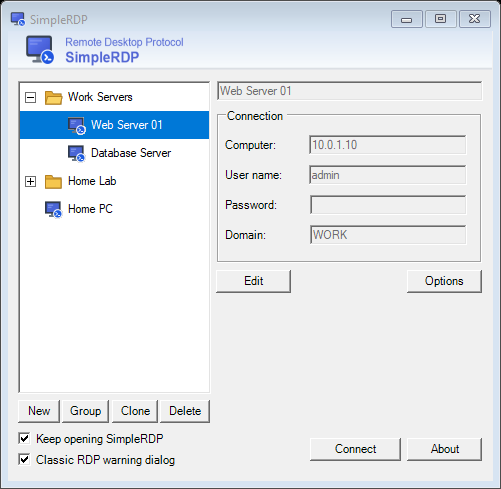 SimpleRDP
Remote Desktop Protocol
SimpleRDP
Work Servers
Web Server 01
Database Server
Home Lab
Home PC
Web Server 01
Connection
Computer: 10.0.1.10
User name: admin
Password:
Domain: WORK
Edit Options
New Group Clone Delete
Keep opening SimpleRDP
Classic RDP warning dialog
Connect About